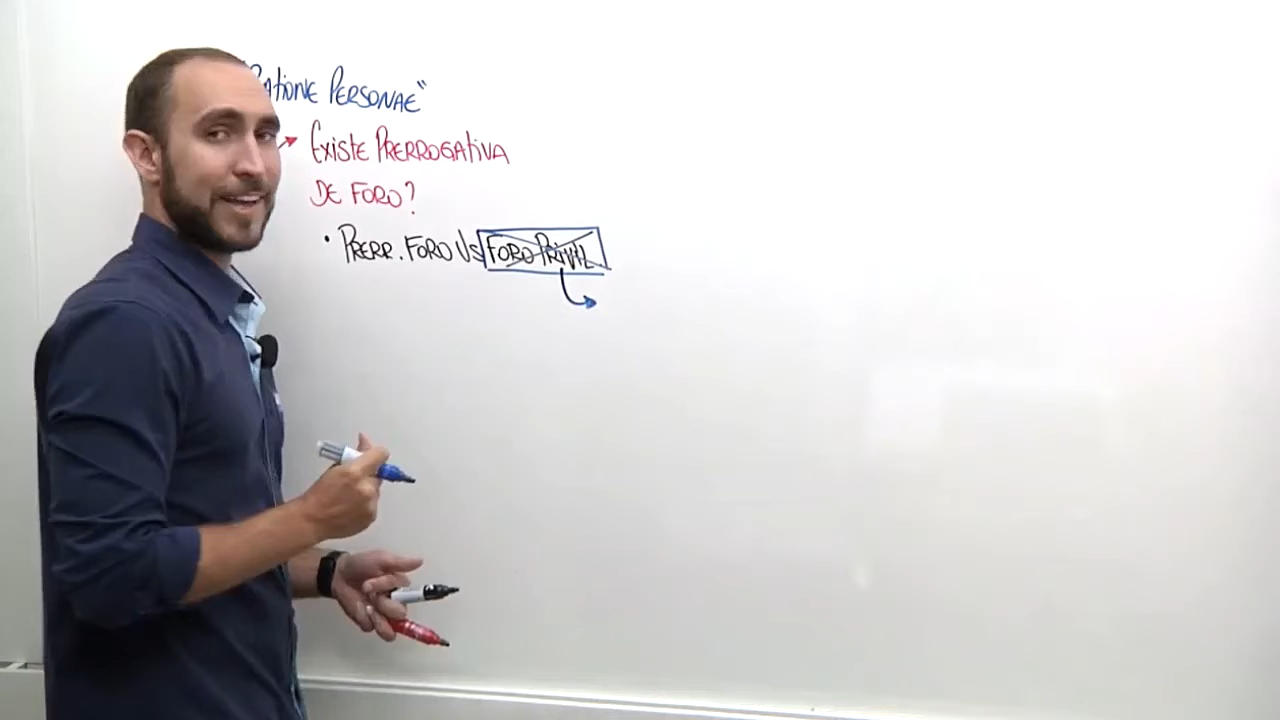 Ratione Personae"
Existe Prerrogativa
de Foro?
• Prerr. Foro Vs Foro Privil.